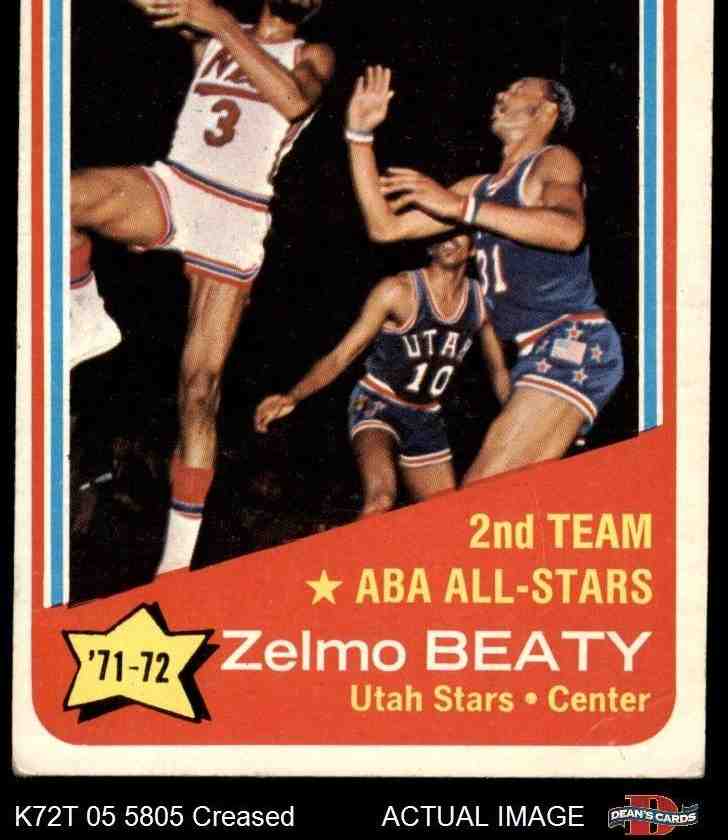 3
31
UTAH
10
2nd TEAM
★ ABA ALL-STARS
'71-72
Zelmo BEATY
Utah Stars • Center
K72T 05 5805 Creased
ACTUAL IMAGE
D
DEAN'S CARDS